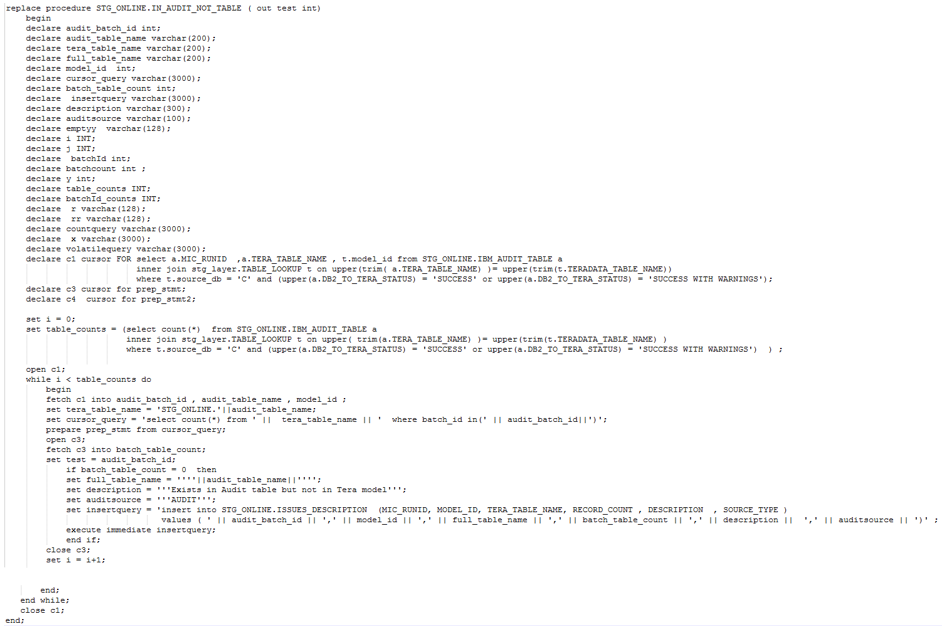 replace procedure STG_ONLINE.IN_AUDIT_NOT_TABLE ( out test int)
begin
declare audit_batch_id int;
declare audit_table_name varchar(200);
declare tera_table_name varchar(200);
declare full_table_name varchar(200);
declare model_id  int;
declare cursor_query varchar(3000);
declare batch_table_count int;
declare  insertquery varchar(3000);
declare description varchar(300);
declare auditsource varchar(100);
declare emptyy  varchar(128);
declare i INT;
declare j INT;
declare  batchId int;
declare batchcount int ;
declare y int;
declare table_counts INT;
declare batchId_counts INT;
declare  r varchar(128);
declare  rr varchar(128);
declare countquery varchar(3000);
declare  x varchar(3000);
declare volatilequery varchar(3000);
declare c1 cursor FOR select a.MIC_RUNID  ,a.TERA_TABLE_NAME , t.model_id from STG_ONLINE.IBM_AUDIT_TABLE a
inner join stg_layer.TABLE_LOOKUP t on upper(trim( a.TERA_TABLE_NAME) )= upper(trim(t.TERADATA_TABLE_NAME))
where t.source_db = 'C' and (upper(a.DB2_TO_TERA_STATUS) = 'SUCCESS' or upper(a.DB2_TO_TERA_STATUS) = 'SUCCESS WITH WARNINGS');
declare c3 cursor for prep_stmt;
declare c4  cursor for prep_stmt2;
set i = 0;
set table_counts = (select count(*)  from STG_ONLINE.IBM_AUDIT_TABLE a
inner join stg_layer.TABLE_LOOKUP t on upper( trim(a.TERA_TABLE_NAME) )= upper(trim(t.TERADATA_TABLE_NAME) )
where t.source_db = 'C' and (upper(a.DB2_TO_TERA_STATUS) = 'SUCCESS' or upper(a.DB2_TO_TERA_STATUS) = 'SUCCESS WITH WARNINGS')  ) ;
open c1;
while i < table_counts do
begin
fetch c1 into audit_batch_id , audit_table_name , model_id ;
set tera_table_name = 'STG_ONLINE.'||audit_table_name;
set cursor_query = 'select count(*) from ' ||  tera_table_name || '  where batch_id in(' || audit_batch_id||')';
prepare prep_stmt from cursor_query;
open c3;
fetch c3 into batch_table_count;
set test = audit_batch_id;
if batch_table_count = 0  then
set full_table_name = ''''||audit_table_name||'''';
set description = '''Exists in Audit table but not in Tera model''';
set auditsource = '''AUDIT''';
set insertquery = 'insert into STG_ONLINE.ISSUES_DESCRIPTION  (MIC_RUNID, MODEL_ID, TERA_TABLE_NAME, RECORD_COUNT , DESCRIPTION  , SOURCE_TYPE )
values ( ' || audit_batch_id || ',' || model_id || ',' || full_table_name || ',' || batch_table_count || ',' || description ||  ',' || auditsource || ')' ;
execute immediate insertquery;
end if;
close c3;
set i = i+1;
end;
end while;
close c1;
end;